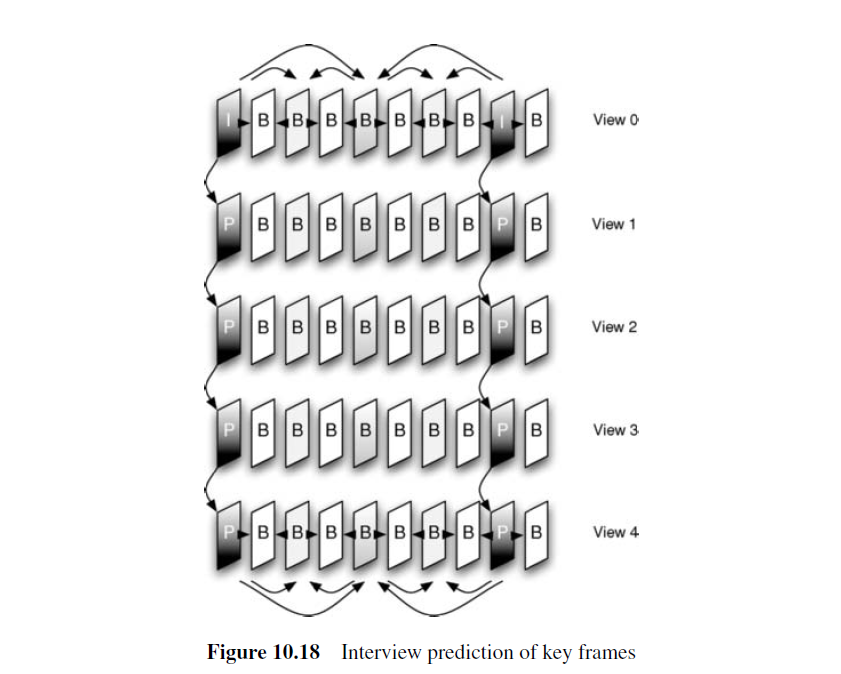 I B B B B B B B I B View 0
P B B B B B B B P B View 1
P B B B B B B B P B View 2
P B B B B B B B P B View 3
P B B B B B B B P B View 4
Figure 10.18 Interview prediction of key frames